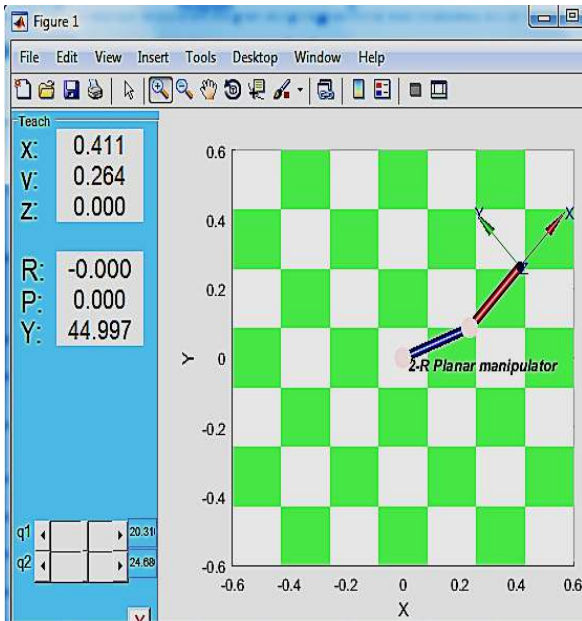 Figure 1
File Edit View Insert Tools Desktop Window Help
Teach
x: 0.411
y: 0.264
z: 0.000
R: -0.000
P: 0.000
Y: 44.997
q1 20.31
q2 24.68
0.6
0.4
0.2
0
-0.2
-0.4
-0.6
Y
Y X
Z
2-R Planar manipulator
-0.6 -0.4 -0.2 0 0.2 0.4 0.6
X